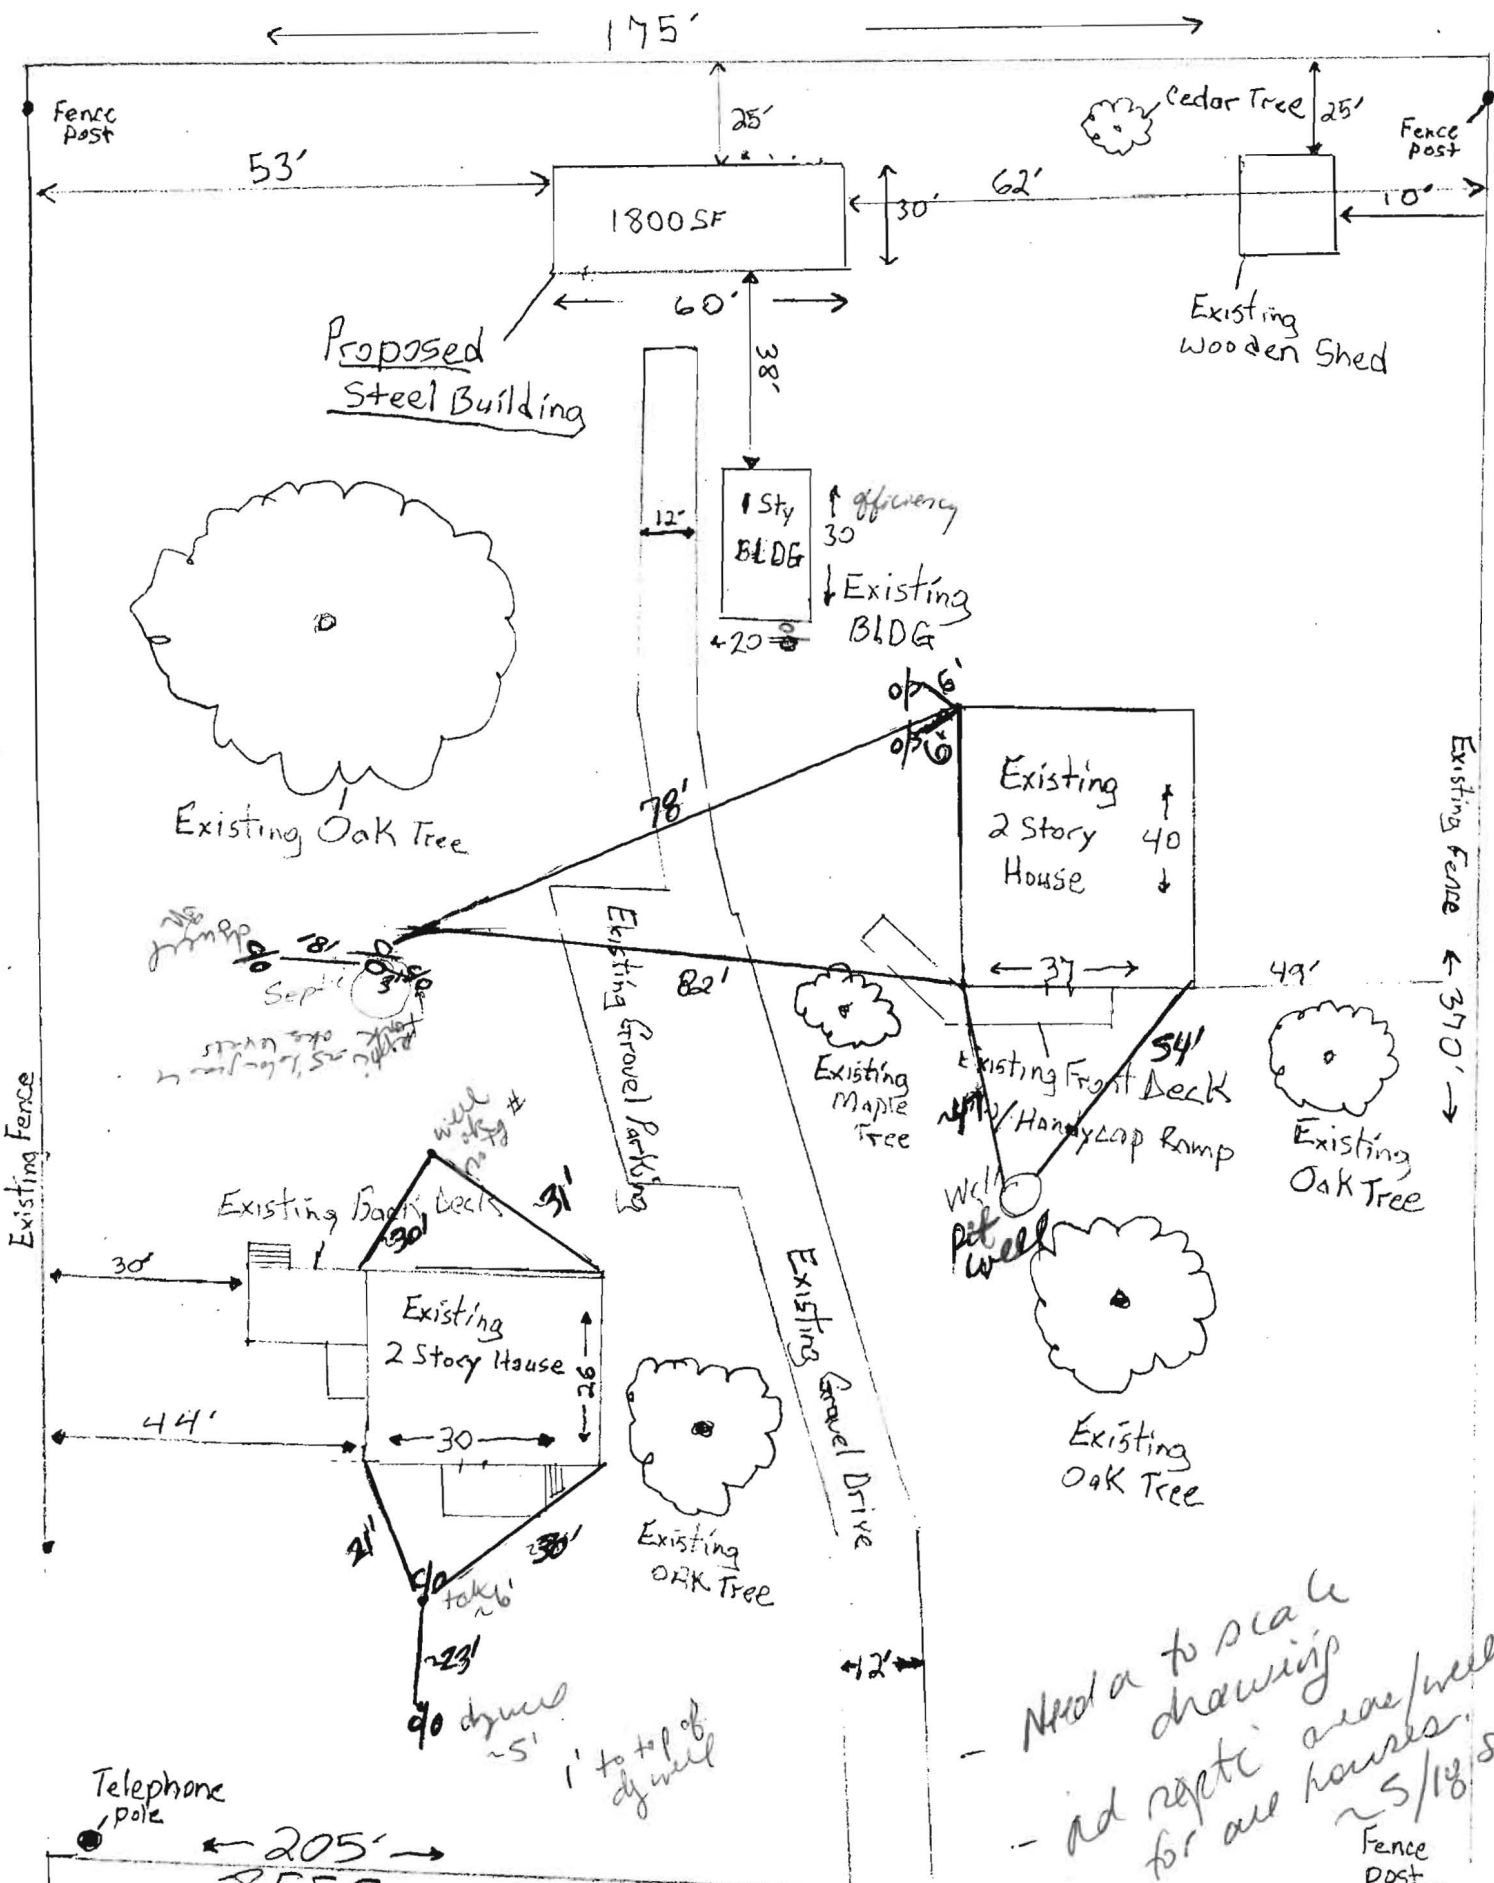 175'
25'
Cedar Tree
25'
Fence
Post
Fence
post
53'
1800 SF
30'
62'
10'
60'
Proposed
Steel Building
38'
Existing
Wooden Shed
1 Sty
BLDG
efficiency
30
12'
Existing
BLDG
20
6'
6'
Existing
2 Story
House
40
37
78'
Existing Oak Tree
Existing Fence
370'
18'
3'
Septic
82'
Existing Gravel Parking
49'
54'
Existing
Maple
Tree
Existing Front Deck
W/Handycap Ramp
Existing
Oak Tree
well
Well
Pit
Well
Existing Fence
Existing Back Deck
~30'
~31'
30'
Existing
2 Story House
26
30
44'
Existing Gravel Drive
Existing
Oak Tree
Existing
OAK Tree
21'
c/o
~6'
~23'
c/o
~5'
1' to top of
dywell
12'
- Need a to scale
drawing
- septic area/well
for all houses.
~5/18
Telephone
pole
205'
Fence
post